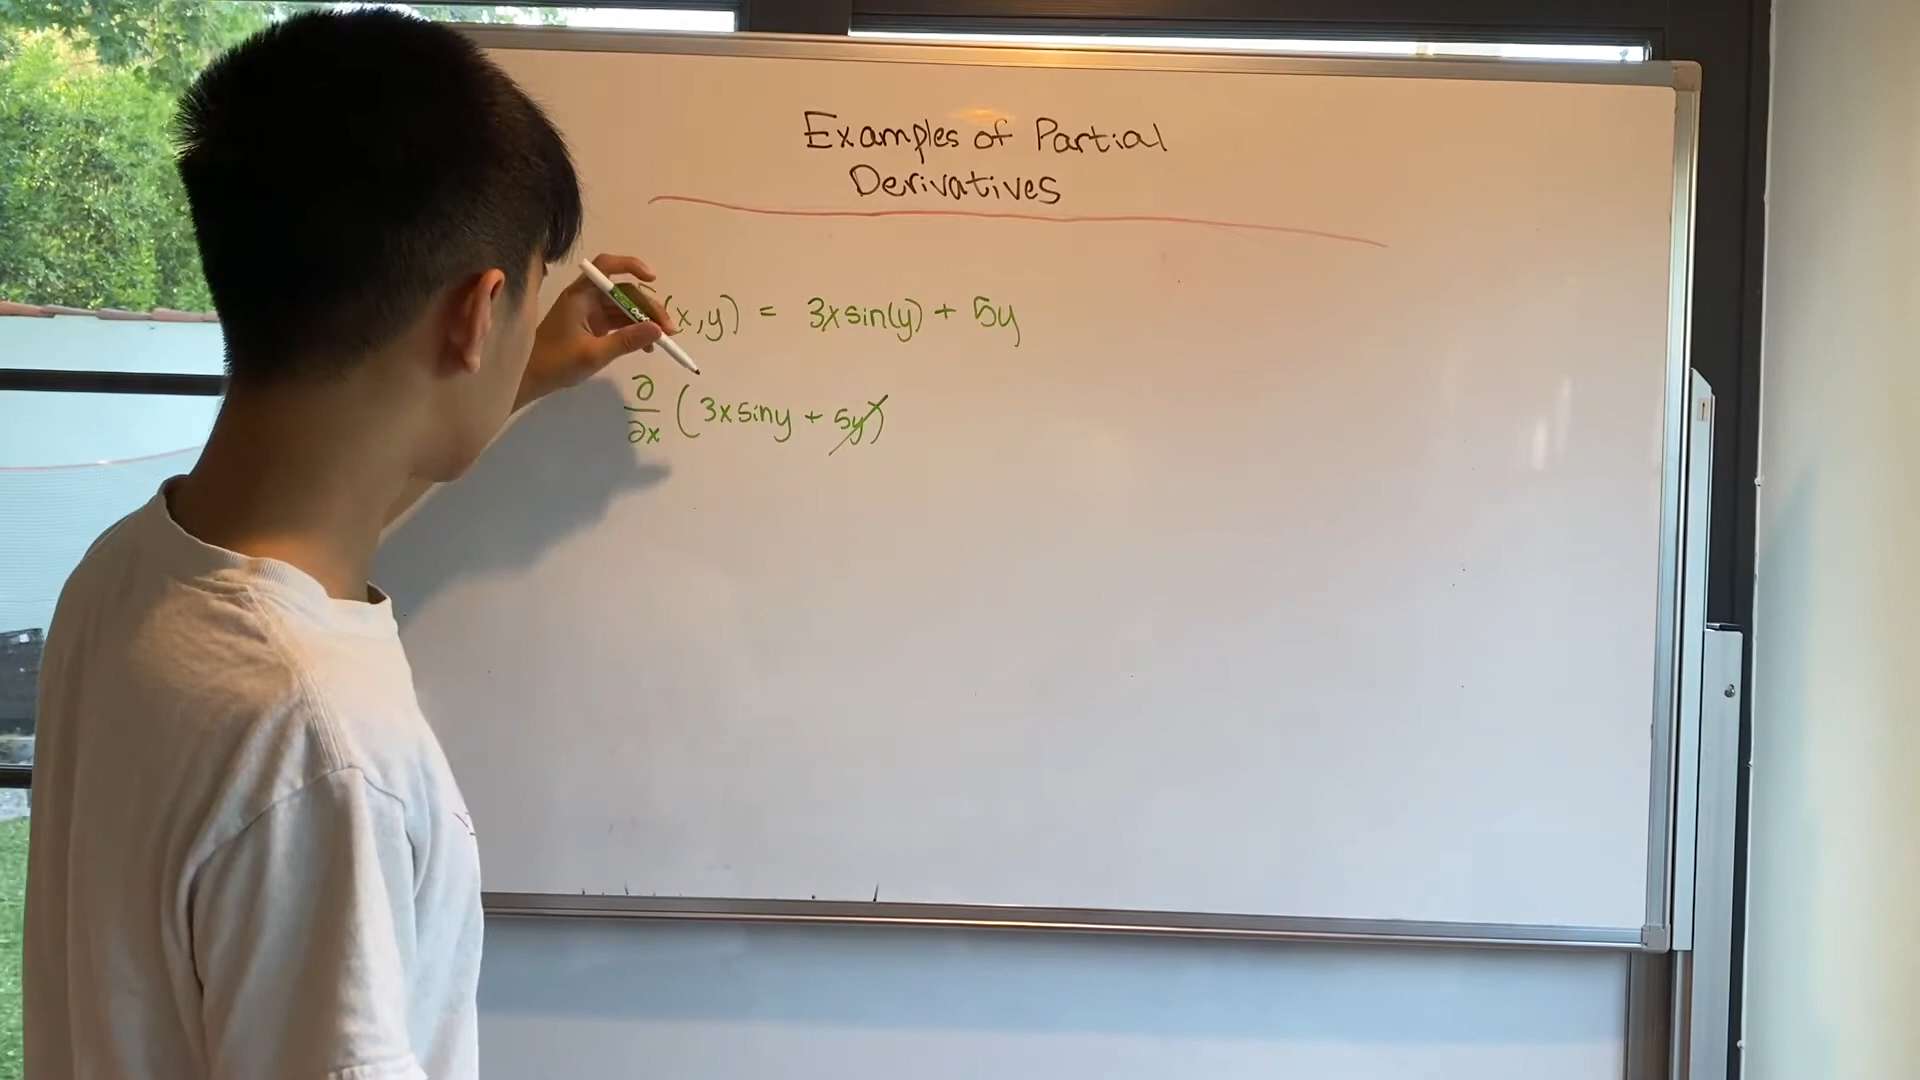 Examples of Partial
Derivatives
(x,y) = 3x sin(y) + 5y
∂/∂x (3x siny + 5y)